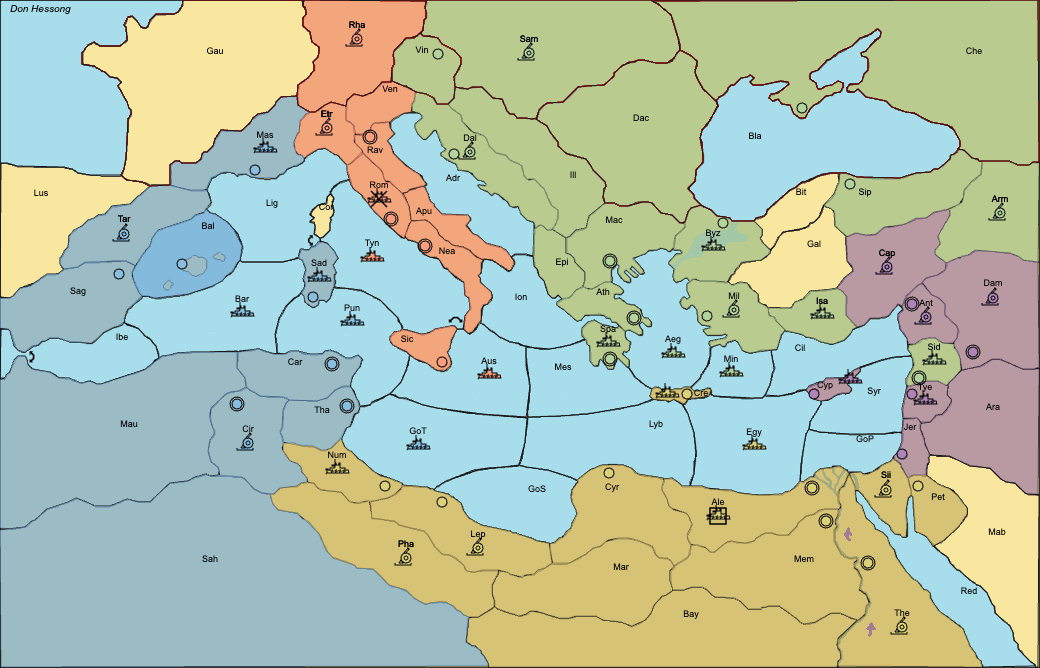 Don Hessong
Rha
Gau
Vin
Sam
Che
Ven
Etr
Dac
Mas
Rav
Dal
Bla
Adr
Ill
Rom
Lus
Lig
Cor
Apu
Tar
Bal
Mac
Bit
Sip
Arm
Byz
Gal
Tyn
Nea
Sad
Epi
Cap
Sag
Bar
Pun
Ion
Ath
Mil
Isa
Dam
Ant
Ibe
Sic
Spa
Aeg
Cil
Sid
Car
Aus
Mes
Min
Cyp
Syr
Tye
Cre
Ara
Tha
Mau
Cir
GoT
Lyb
Egy
GoP
Jer
Num
GoS
Cyr
Sii
Pet
Ale
Mab
Lep
Pha
Sah
Mar
Mem
Red
Bay
The